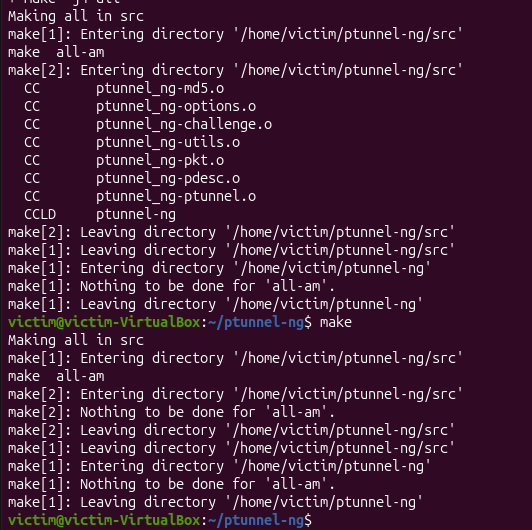 Making all in src
make[1]: Entering directory '/home/victim/ptunnel-ng/src'
make  all-am
make[2]: Entering directory '/home/victim/ptunnel-ng/src'
  CC       ptunnel_ng-md5.o
  CC       ptunnel_ng-options.o
  CC       ptunnel_ng-challenge.o
  CC       ptunnel_ng-utils.o
  CC       ptunnel_ng-pkt.o
  CC       ptunnel_ng-pdesc.o
  CC       ptunnel_ng-ptunnel.o
  CCLD     ptunnel-ng
make[2]: Leaving directory '/home/victim/ptunnel-ng/src'
make[1]: Leaving directory '/home/victim/ptunnel-ng/src'
make[1]: Entering directory '/home/victim/ptunnel-ng'
make[1]: Nothing to be done for 'all-am'.
make[1]: Leaving directory '/home/victim/ptunnel-ng'
victim@victim-VirtualBox:~/ptunnel-ng$ make
Making all in src
make[1]: Entering directory '/home/victim/ptunnel-ng/src'
make  all-am
make[2]: Entering directory '/home/victim/ptunnel-ng/src'
make[2]: Nothing to be done for 'all-am'.
make[2]: Leaving directory '/home/victim/ptunnel-ng/src'
make[1]: Leaving directory '/home/victim/ptunnel-ng/src'
make[1]: Entering directory '/home/victim/ptunnel-ng'
make[1]: Nothing to be done for 'all-am'.
make[1]: Leaving directory '/home/victim/ptunnel-ng'
victim@victim-VirtualBox:~/ptunnel-ng$